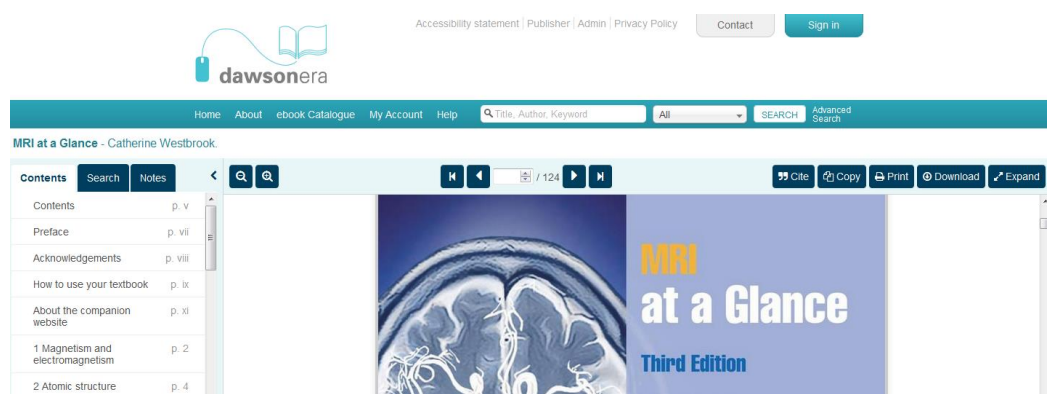 Accessibility statement | Publisher | Admin | Privacy Policy
Contact
Sign in
dawsonera
Home About ebook Catalogue My Account Help
Title, Author, Keyword
All
SEARCH
Advanced
Search
MRI at a Glance - Catherine Westbrook.
Contents Search Notes
/ 124
Cite Copy Print Download Expand
Contents p. v
Preface p. vii
Acknowledgements p. viii
How to use your textbook p. ix
About the companion p. xi
website
1 Magnetism and p. 2
electromagnetism
2 Atomic structure p. 4
MRI
at a Glance
Third Edition